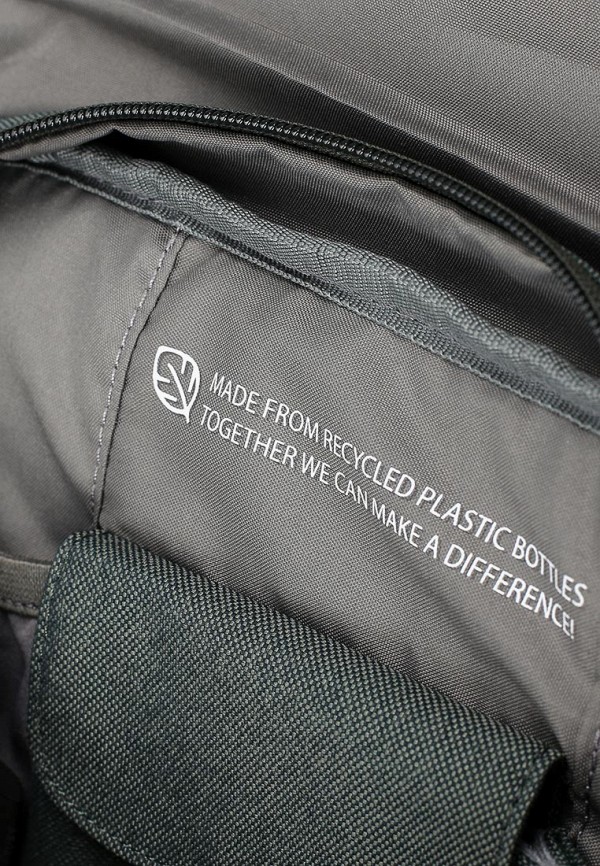 MADE FROM RECYCLED PLASTIC BOTTLES
TOGETHER WE CAN MAKE A DIFFERENCE!